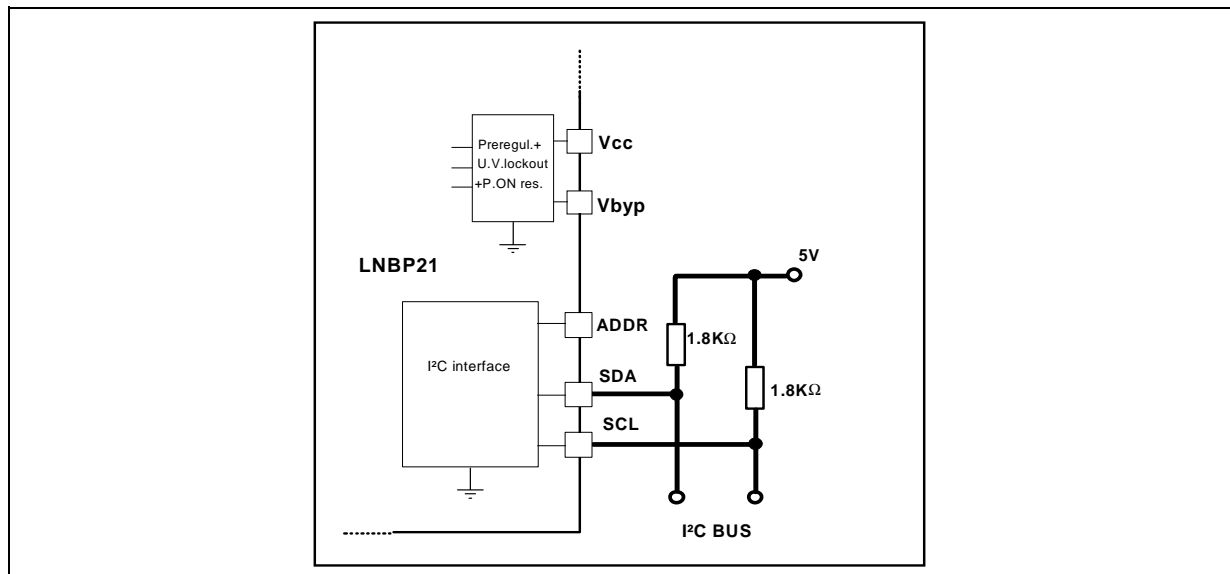 Preregul.+
U.V.lockout
+P.ON res.
Vcc
Vbyp
LNBP21
5V
ADDR
1.8KΩ
I²C interface
SDA
1.8KΩ
SCL
I²C BUS